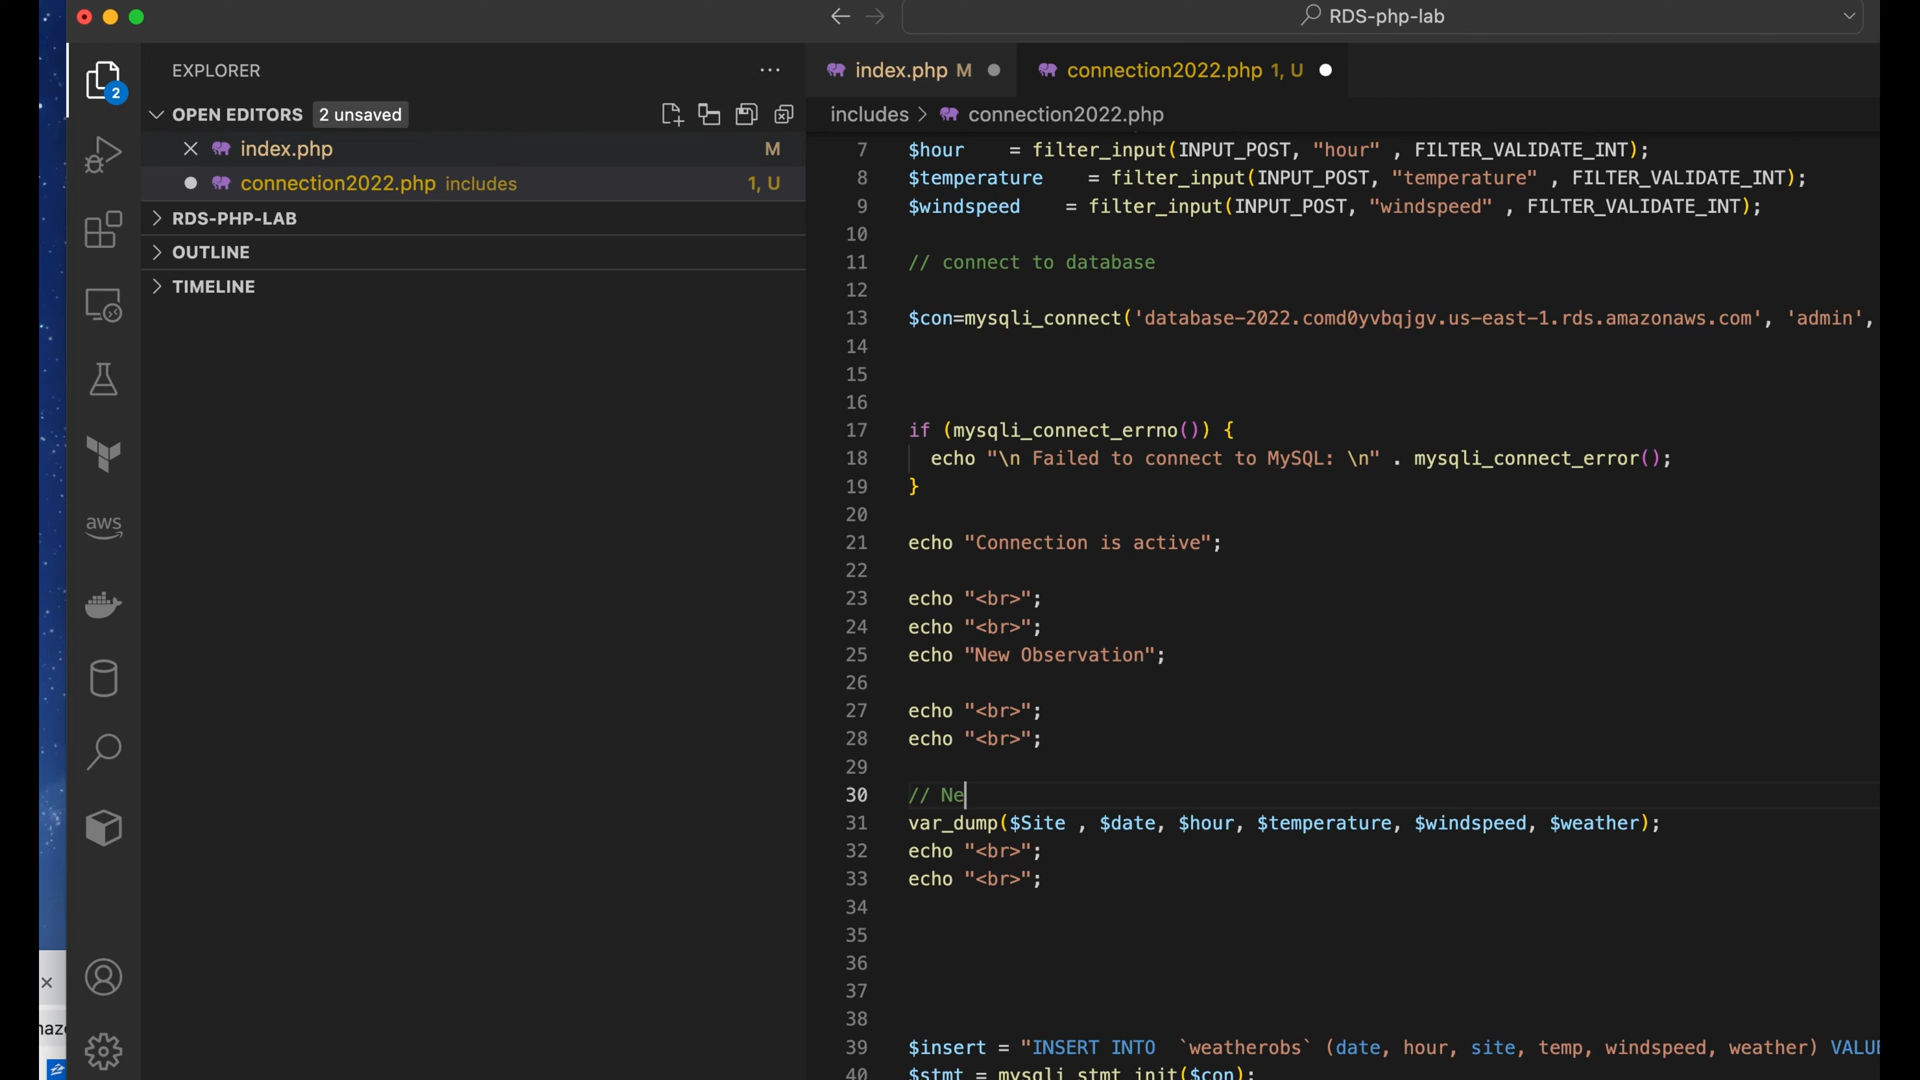 RDS-php-lab
EXPLORER
index.php M
connection2022.php 1, U
2
OPEN EDITORS 2 unsaved
includes > connection2022.php
index.php M
connection2022.php includes 1, U
RDS-PHP-LAB
OUTLINE
TIMELINE
aws
7 $hour = filter_input(INPUT_POST, "hour" , FILTER_VALIDATE_INT);
8 $temperature = filter_input(INPUT_POST, "temperature" , FILTER_VALIDATE_INT);
9 $windspeed = filter_input(INPUT_POST, "windspeed" , FILTER_VALIDATE_INT);
10
11 // connect to database
12
13 $con=mysqli_connect('database-2022.comd0yvbqjgv.us-east-1.rds.amazonaws.com', 'admin',
14
15
16
17 if (mysqli_connect_errno()) {
18 echo "\n Failed to connect to MySQL: \n" . mysqli_connect_error();
19 }
20
21 echo "Connection is active";
22
23 echo "<br>";
24 echo "<br>";
25 echo "New Observation";
26
27 echo "<br>";
28 echo "<br>";
29
30 // Ne
31 var_dump($Site , $date, $hour, $temperature, $windspeed, $weather);
32 echo "<br>";
33 echo "<br>";
34
35
36
37
38
39 $insert = "INSERT INTO `weatherobs` (date, hour, site, temp, windspeed, weather) VALUE
40 $stmt = mysqli_stmt_init($con);